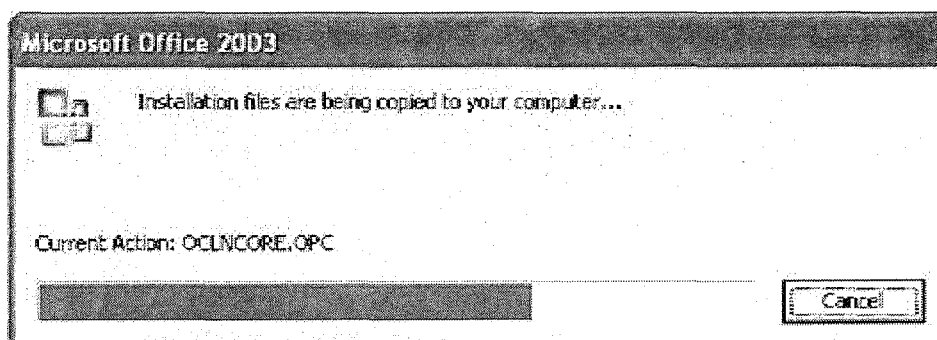 Microsoft Office 2003
Installation files are being copied to your computer...
Current Action: OCLNCORE.OPC
Cancel